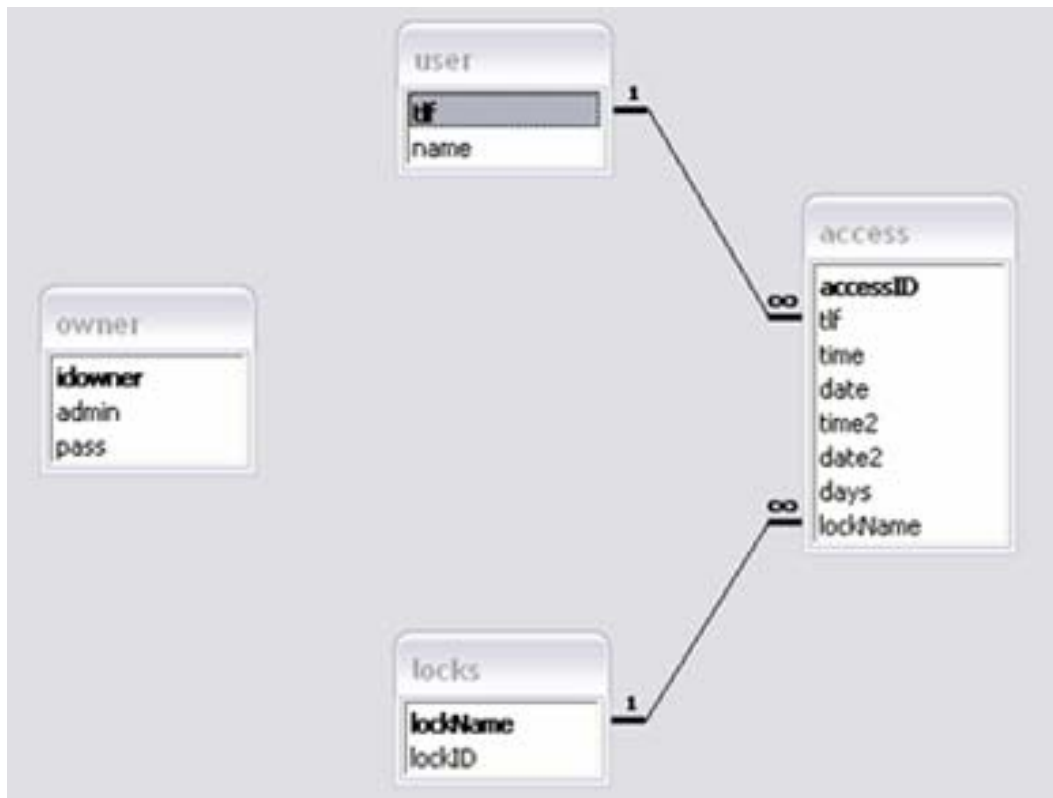 user
tlf
name
1
access
accessID
tlf
time
date
time2
date2
days
lockName
∞
∞
owner
idowner
admin
pass
locks
lockName
lockID
1